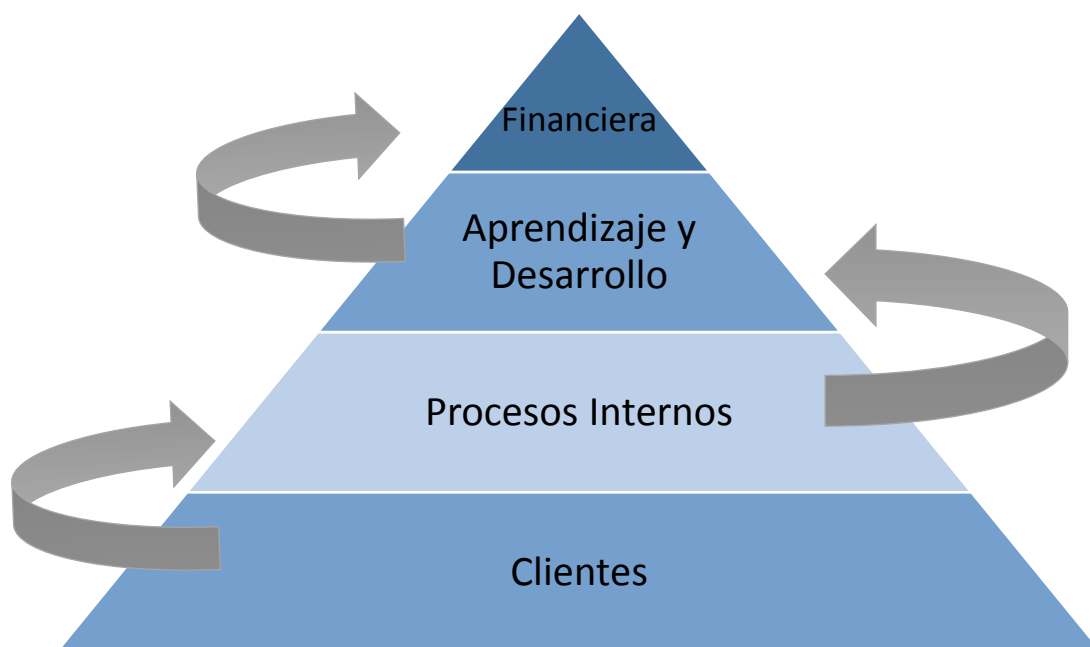 Financiera
Aprendizaje y
Desarrollo
Procesos Internos
Clientes